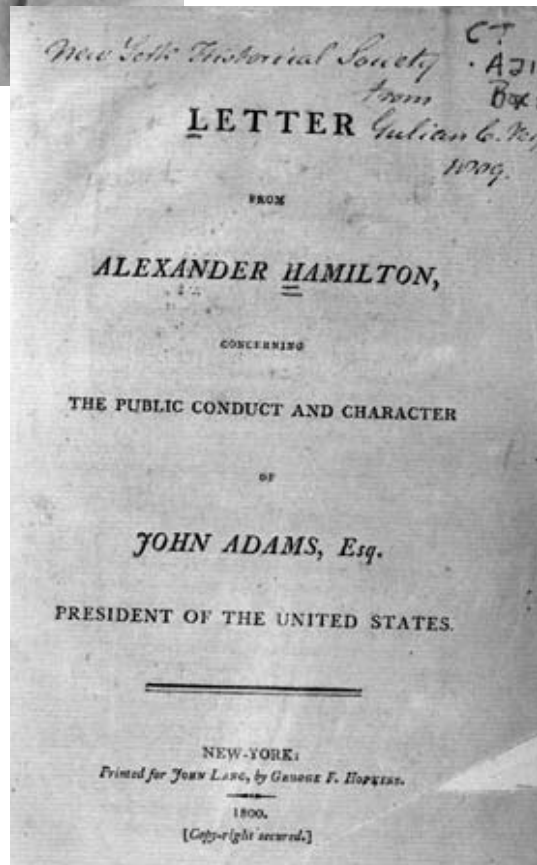 New York Historical Society
CT
AJ1
from
Box
LETTER
Gulian C.
FROM
ALEXANDER HAMILTON,
CONCERNING
THE PUBLIC CONDUCT AND CHARACTER
OF
JOHN ADAMS, Esq.
PRESIDENT OF THE UNITED STATES.
NEW-YORK:
Printed for JOHN LANG, by GEORGE F. HOPKINS.
1800.
[Copy-right secured.]